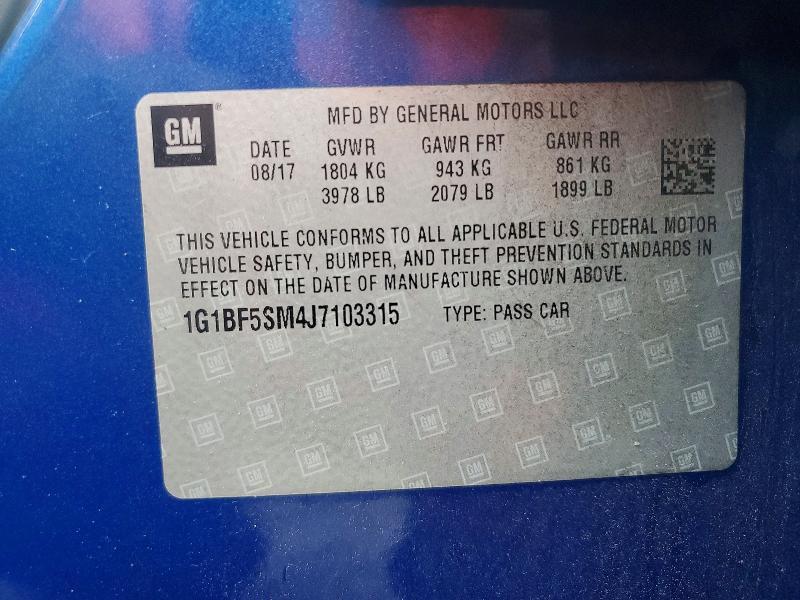 GM
MFD BY GENERAL MOTORS LLC
DATE GVWR GAWR FRT GAWR RR
08/17 1804 KG 943 KG 861 KG
3978 LB 2079 LB 1899 LB
THIS VEHICLE CONFORMS TO ALL APPLICABLE U.S. FEDERAL MOTOR
VEHICLE SAFETY, BUMPER, AND THEFT PREVENTION STANDARDS IN
EFFECT ON THE DATE OF MANUFACTURE SHOWN ABOVE.
1G1BF5SM4J7103315 TYPE: PASS CAR